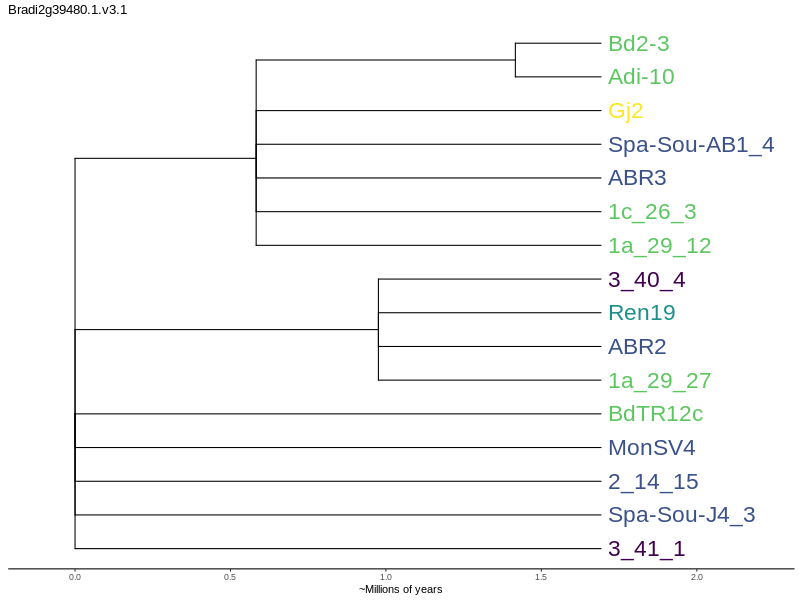 Bradi2g39480.1.v3.1
Bd2-3
Adi-10
Gj2
Spa-Sou-AB1_4
ABR3
1c_26_3
1a_29_12
3_40_4
Ren19
ABR2
1a_29_27
BdTR12c
MonSV4
2_14_15
Spa-Sou-J4_3
3_41_1
0.0 0.5 1.0 1.5 2.0
~Millions of years